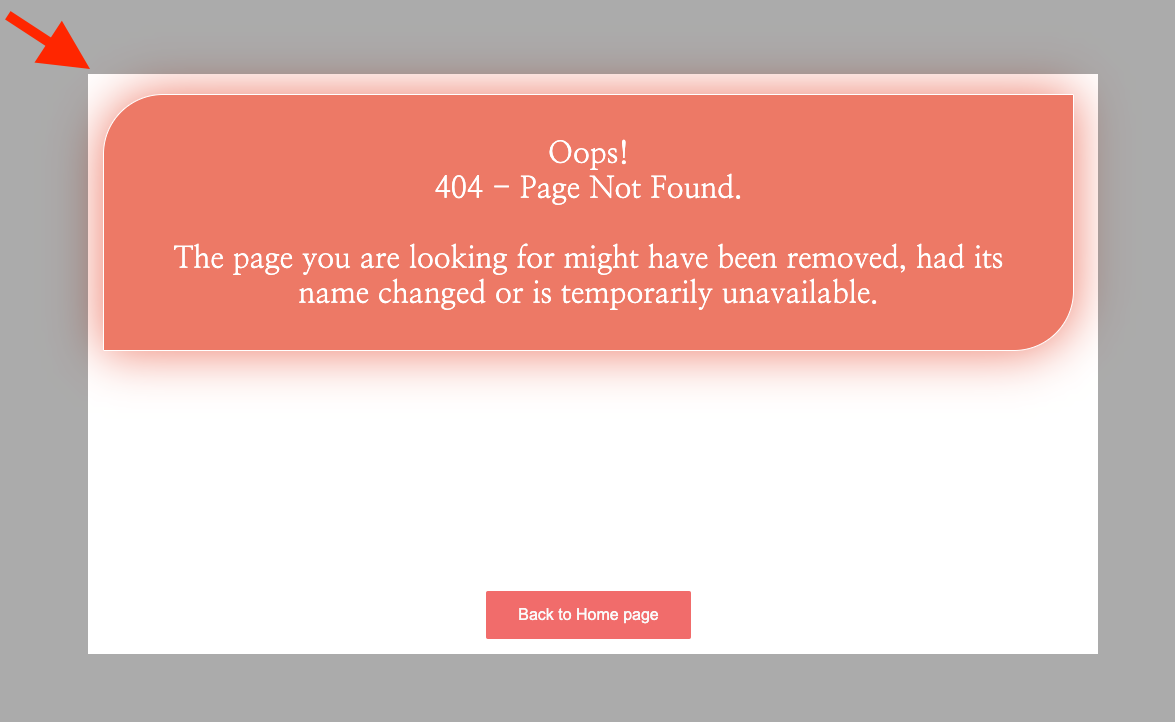 Oops!
404 - Page Not Found.
The page you are looking for might have been removed, had its
name changed or is temporarily unavailable.
Back to Home page